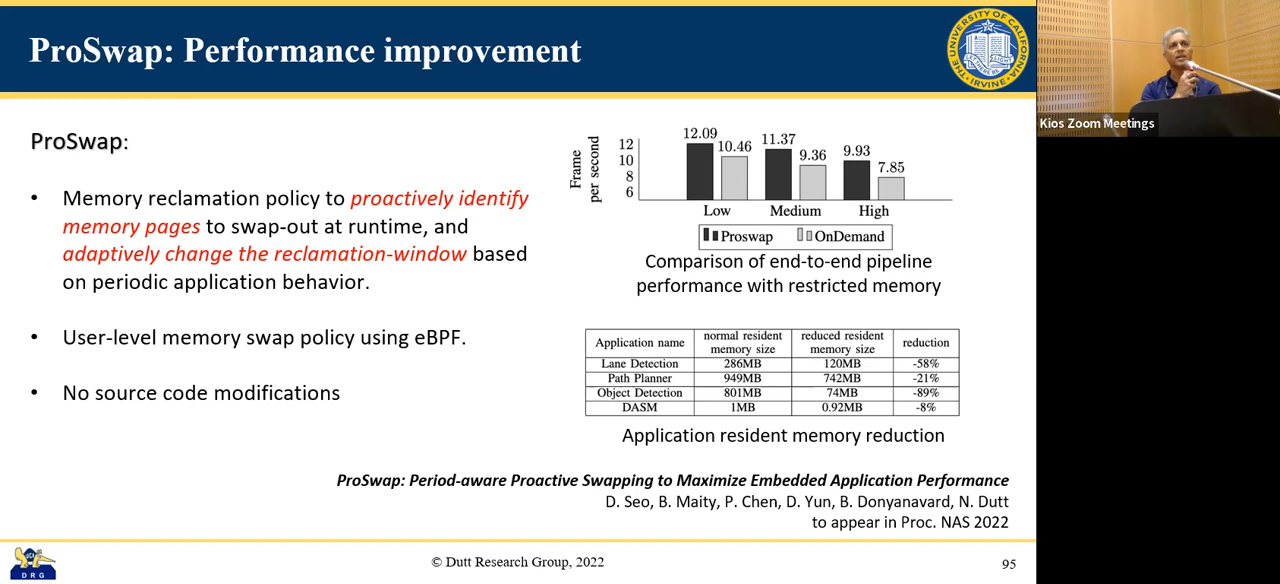 ProSwap: Performance improvement
THE UNIVERSITY OF CALIFORNIA
IRVINE
Kios Zoom Meetings
ProSwap:
• Memory reclamation policy to proactively identify
memory pages to swap-out at runtime, and
adaptively change the reclamation-window based
on periodic application behavior.
• User-level memory swap policy using eBPF.
• No source code modifications
Frame
per second
12
10
8
6
12.09
10.46
11.37
9.36
9.93
7.85
Low Medium High
Proswap OnDemand
Comparison of end-to-end pipeline
performance with restricted memory
Application name normal resident memory size reduced resident memory size reduction
Lane Detection 286MB 120MB -58%
Path Planner 949MB 742MB -21%
Object Detection 801MB 74MB -89%
DASM 1MB 0.92MB -8%
Application resident memory reduction
ProSwap: Period-aware Proactive Swapping to Maximize Embedded Application Performance
D. Seo, B. Maity, P. Chen, D. Yun, B. Donyanavard, N. Dutt
to appear in Proc. NAS 2022
D R G
© Dutt Research Group, 2022
95